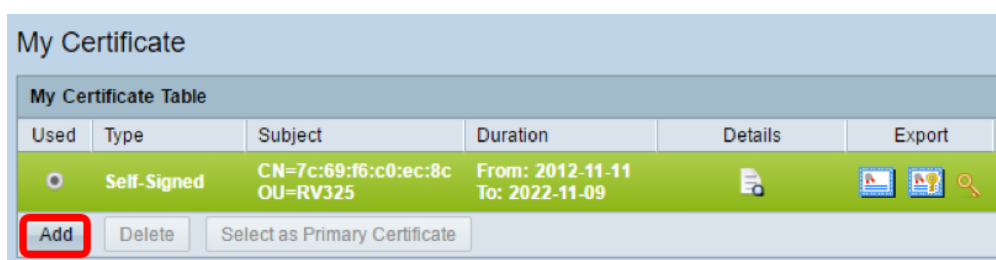 My Certificate
My Certificate Table
Used Type Subject Duration Details Export
Self-Signed CN=7c:69:f6:c0:ec:8c From: 2012-11-11
OU=RV325 To: 2022-11-09
Add Delete Select as Primary Certificate